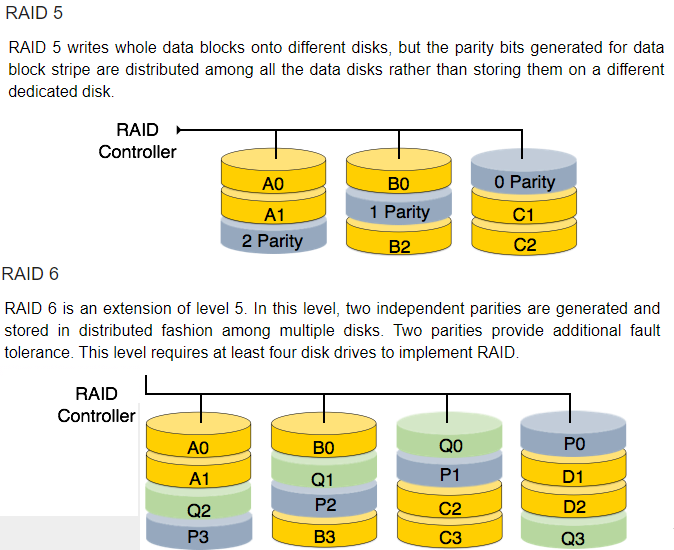 RAID 5
RAID 5 writes whole data blocks onto different disks, but the parity bits generated for data
block stripe are distributed among all the data disks rather than storing them on a different
dedicated disk.
RAID
Controller
A0 B0 0 Parity
A1 1 Parity C1
2 Parity B2 C2
RAID 6
RAID 6 is an extension of level 5. In this level, two independent parities are generated and
stored in distributed fashion among multiple disks. Two parities provide additional fault
tolerance. This level requires at least four disk drives to implement RAID.
RAID
Controller
A0 B0 Q0 P0
A1 Q1 P1 D1
Q2 P2 C2 D2
P3 B3 C3 Q3